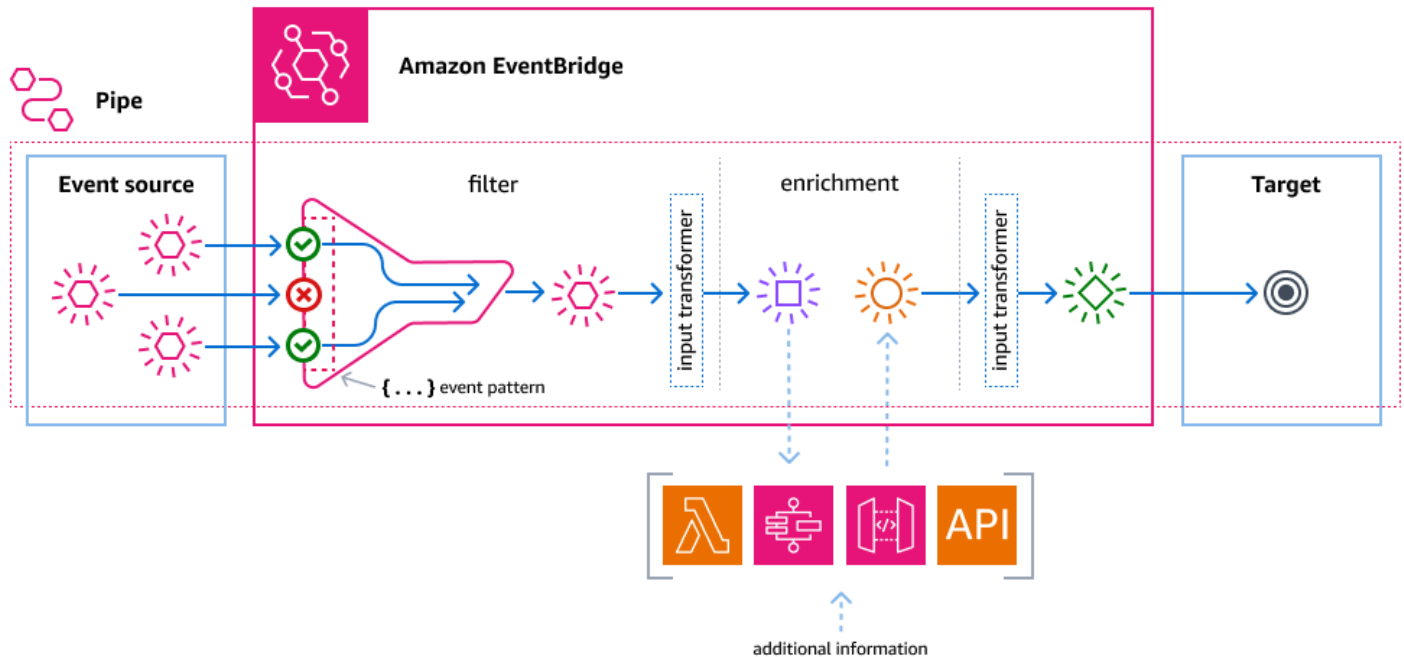 Amazon EventBridge
Pipe
Event source
filter
enrichment
Target
input transformer
input transformer
{...} event pattern
</>
API
additional information